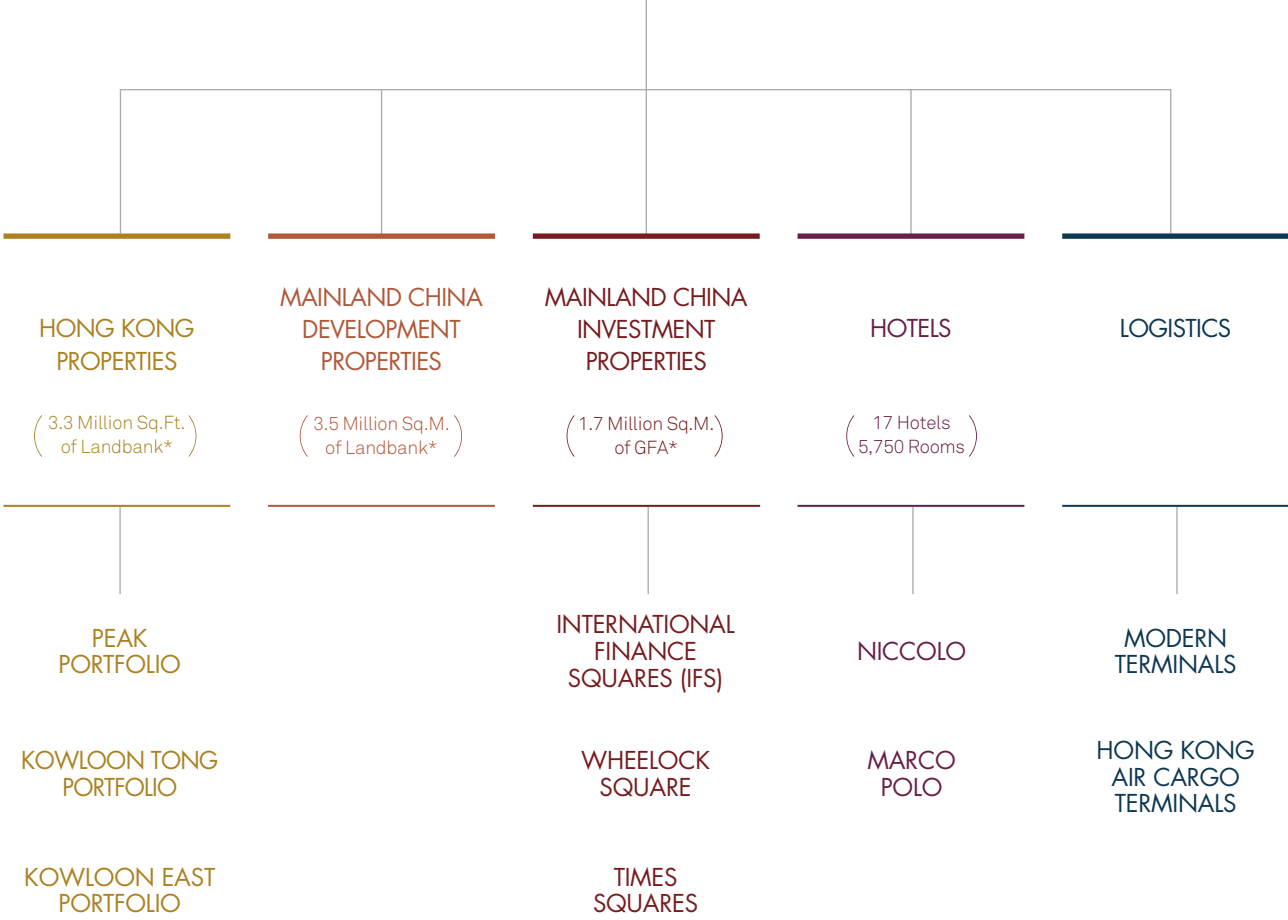 HONG KONG
PROPERTIES
(3.3 Million Sq.Ft.
of Landbank*)
PEAK
PORTFOLIO
KOWLOON TONG
PORTFOLIO
KOWLOON EAST
PORTFOLIO
MAINLAND CHINA
DEVELOPMENT
PROPERTIES
(3.5 Million Sq.M.
of Landbank*)
MAINLAND CHINA
INVESTMENT
PROPERTIES
(1.7 Million Sq.M.
of GFA*)
INTERNATIONAL
FINANCE
SQUARES (IFS)
WHEELOCK
SQUARE
TIMES
SQUARES
HOTELS
(17 Hotels
5,750 Rooms)
NICCOLO
MARCO
POLO
LOGISTICS
MODERN
TERMINALS
HONG KONG
AIR CARGO
TERMINALS